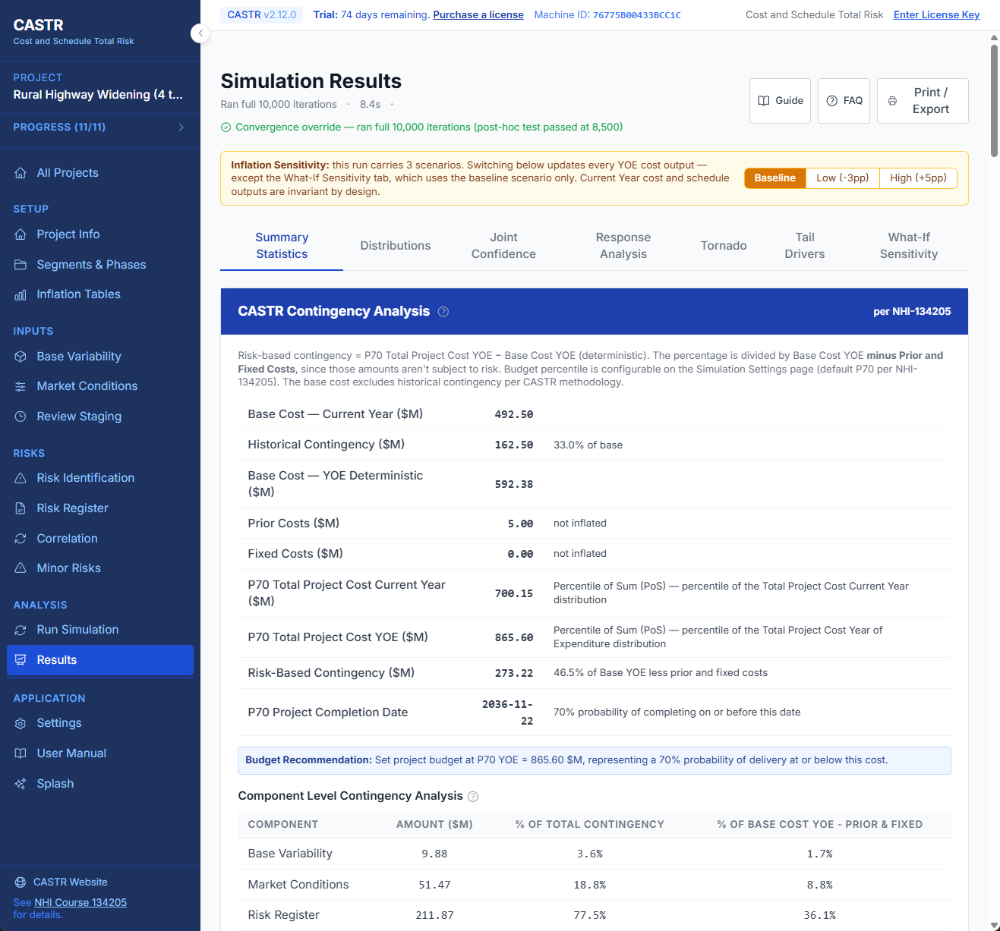 CASTR
Cost and Schedule Total Risk
PROJECT
Rural Highway Widening (4 t...
PROGRESS (11/11)
All Projects
SETUP
Project Info
Segments & Phases
Inflation Tables
INPUTS
Base Variability
Market Conditions
Review Staging
RISKS
Risk Identification
Risk Register
Correlation
Minor Risks
ANALYSIS
Run Simulation
Results
APPLICATION
Settings
User Manual
Splash
CASTR Website
See NHI Course 134205
for details.
CASTR v2.12.0 Trial: 74 days remaining. Purchase a license Machine ID: 76775B00433BCC1C Cost and Schedule Total Risk Enter License Key
Simulation Results
Ran full 10,000 iterations · 8.4s ·
Convergence override — ran full 10,000 iterations (post-hoc test passed at 8,500)
Guide
FAQ
Print /
Export
Inflation Sensitivity: this run carries 3 scenarios. Switching below updates every YOE cost output —
except the What-If Sensitivity tab, which uses the baseline scenario only. Current Year cost and schedule
outputs are invariant by design.
Baseline Low (-3pp) High (+5pp)
Summary
Statistics
Distributions
Joint
Confidence
Response
Analysis
Tornado
Tail
Drivers
What-If
Sensitivity
CASTR Contingency Analysis ? per NHI-134205
Risk-based contingency = P70 Total Project Cost YOE − Base Cost YOE (deterministic). The percentage is divided by Base Cost YOE minus Prior and
Fixed Costs, since those amounts aren't subject to risk. Budget percentile is configurable on the Simulation Settings page (default P70 per NHI-
134205). The base cost excludes historical contingency per CASTR methodology.
Base Cost — Current Year ($M) 492.50
Historical Contingency ($M) 162.50 33.0% of base
Base Cost — YOE Deterministic
($M)
592.38
Prior Costs ($M) 5.00 not inflated
Fixed Costs ($M) 0.00 not inflated
P70 Total Project Cost Current Year
($M)
700.15
Percentile of Sum (PoS) — percentile of the Total Project Cost Current Year
distribution
P70 Total Project Cost YOE ($M) 865.60
Percentile of Sum (PoS) — percentile of the Total Project Cost Year of
Expenditure distribution
Risk-Based Contingency ($M) 273.22 46.5% of Base YOE less prior and fixed costs
P70 Project Completion Date
2036-11-
22
70% probability of completing on or before this date
Budget Recommendation: Set project budget at P70 YOE = 865.60 $M, representing a 70% probability of delivery at or below this cost.
Component Level Contingency Analysis ?
COMPONENT AMOUNT ($M) % OF TOTAL CONTINGENCY % OF BASE COST YOE - PRIOR & FIXED
Base Variability 9.88 3.6% 1.7%
Market Conditions 51.47 18.8% 8.8%
Risk Register 211.87 77.5% 36.1%